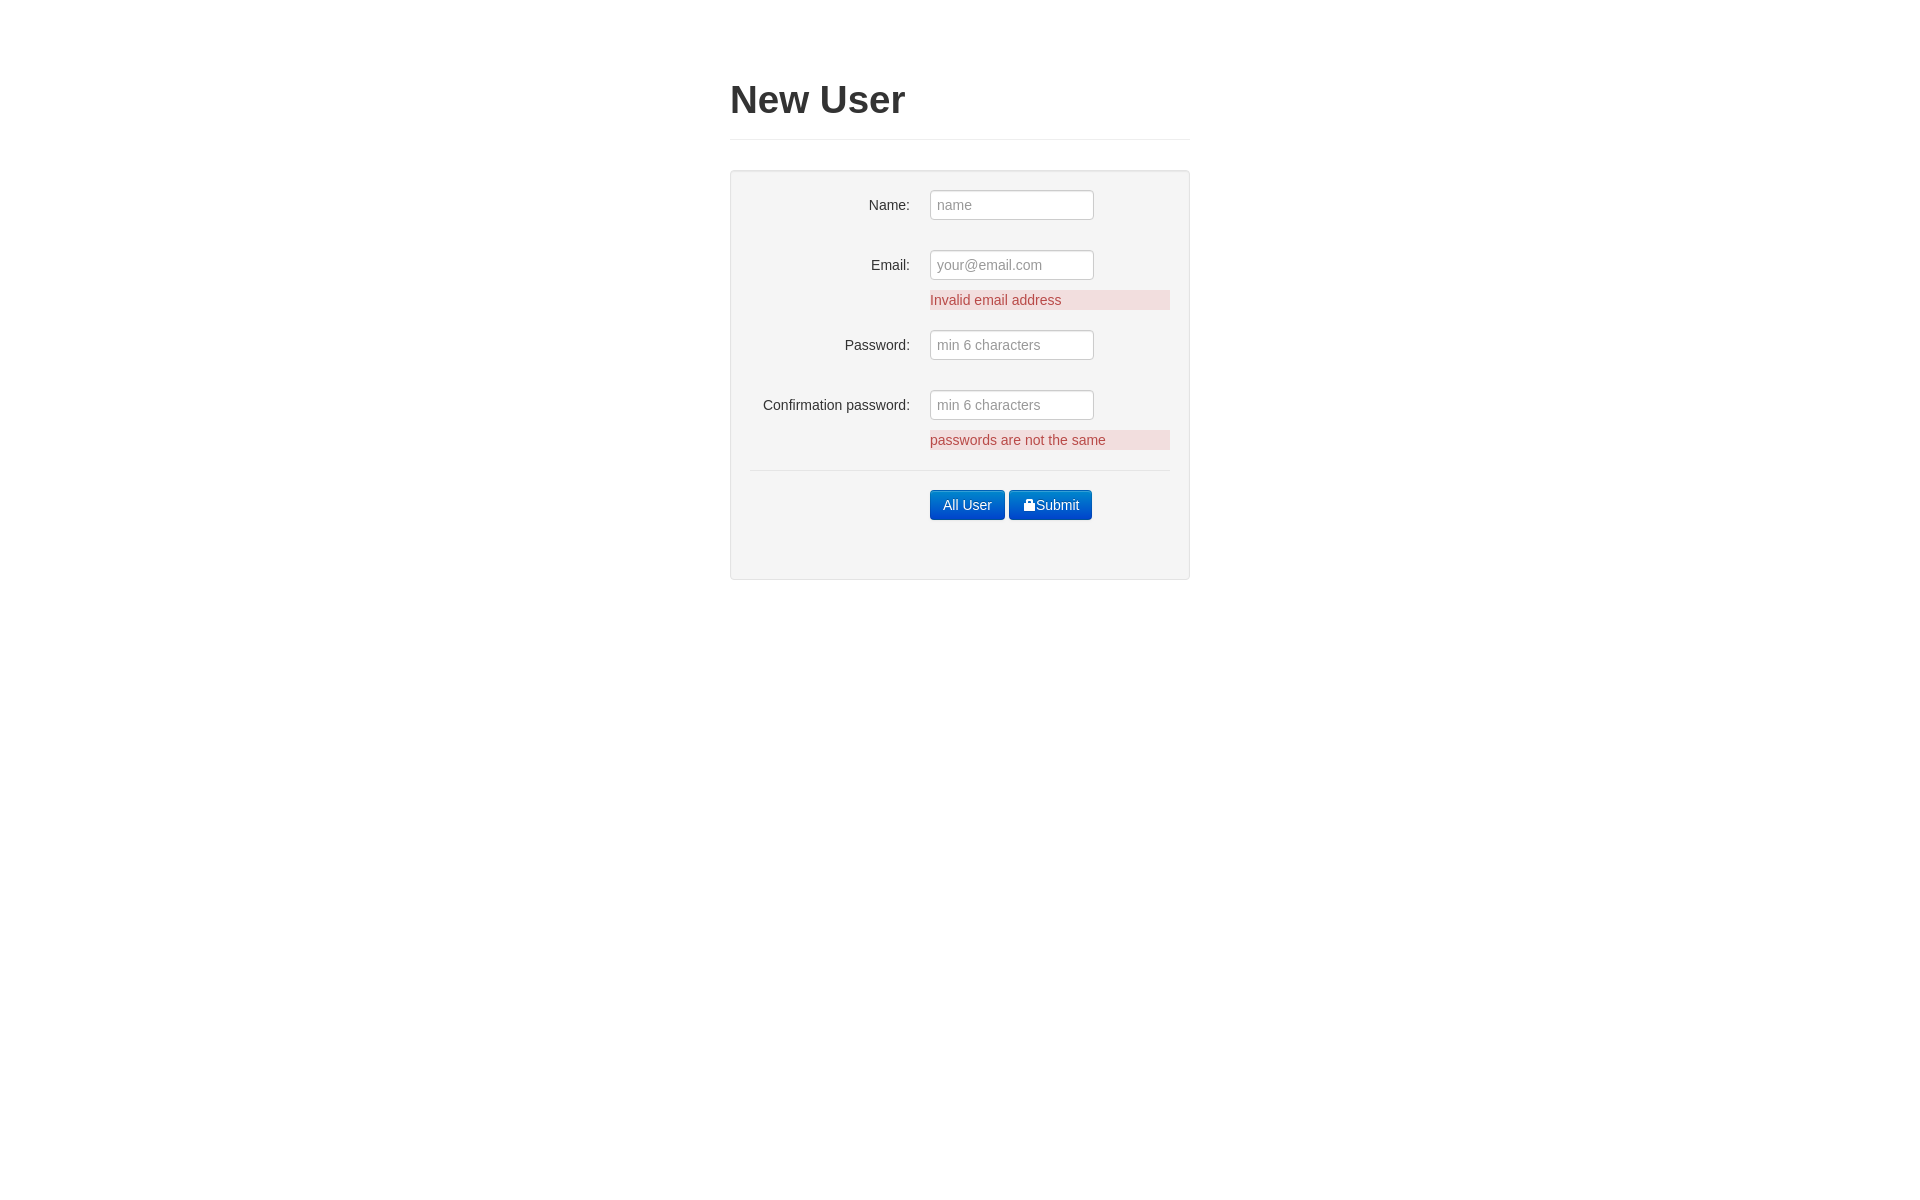 New User
Name: name
Email: your@email.com
Invalid email address
Password: min 6 characters
Confirmation password: min 6 characters
passwords are not the same
All User Submit